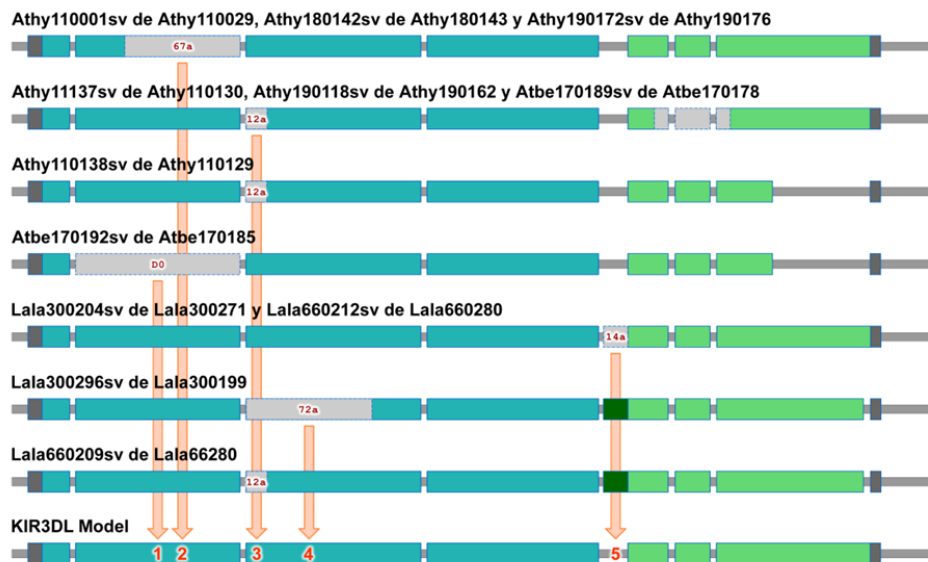 Athy110001sv de Athy110029, Athy180142sv de Athy180143 y Athy190172sv de Athy190176
67a
Athy11137sv de Athy110130, Athy190118sv de Athy190162 y Atbe170189sv de Atbe170178
12a
Athy110138sv de Athy110129
12a
Atbe170192sv de Atbe170185
D0
Lala300204sv de Lala300271 y Lala660212sv de Lala660280
14a
Lala300296sv de Lala300199
72a
Lala660209sv de Lala66280
12a
KIR3DL Model
1 2 3 4 5